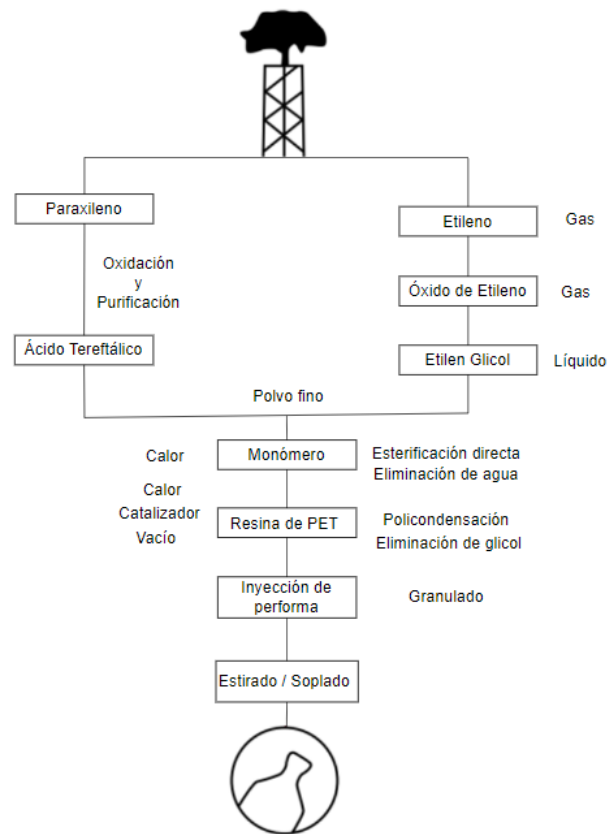 Paraxileno
Etileno
Gas
Oxidación
y
Purificación
Óxido de Etileno
Gas
Ácido Tereftálico
Etilen Glicol
Líquido
Polvo fino
Calor
Monómero
Esterificación directa
Eliminación de agua
Calor
Catalizador
Vacío
Resina de PET
Policondensación
Eliminación de glicol
Inyección de
performa
Granulado
Estirado / Soplado